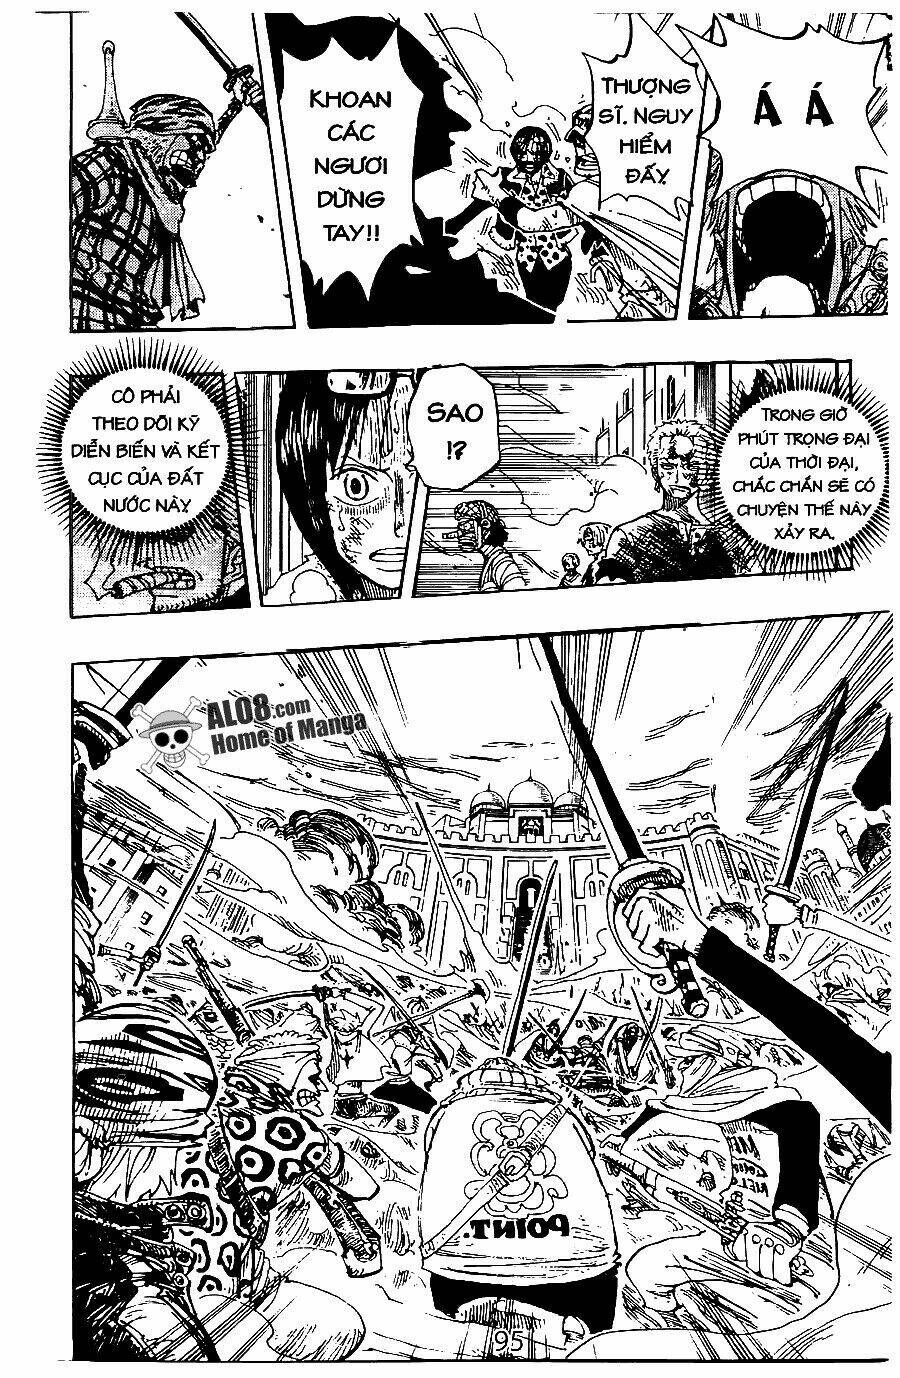 Á Á
THƯỢNG
SĨ. NGUY
HIỂM
ĐẤY.
KHOAN
CÁC
NGƯƠI
DỪNG
TAY!!
TRONG GIỜ
PHÚT TRỌNG ĐẠI
CỦA THỜI ĐẠI,
CHẮC CHẮN SẼ CÓ
CHUYỆN THẾ NÀY
XẢY RA.
SAO
!?
CÔ PHẢI
THEO DÕI KỸ
DIỄN BIẾN VÀ KẾT
CỤC CỦA ĐẤT
NƯỚC NÀY.
ALO8.com
Home of Manga
POINT.
95